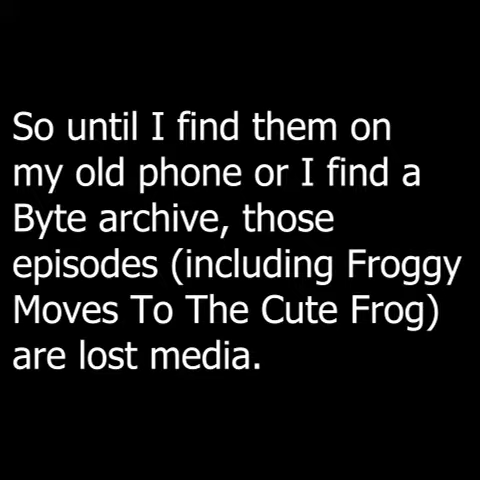 So until I find them on
my old phone or I find a
Byte archive, those
episodes (including Froggy
Moves To The Cute Frog)
are lost media.